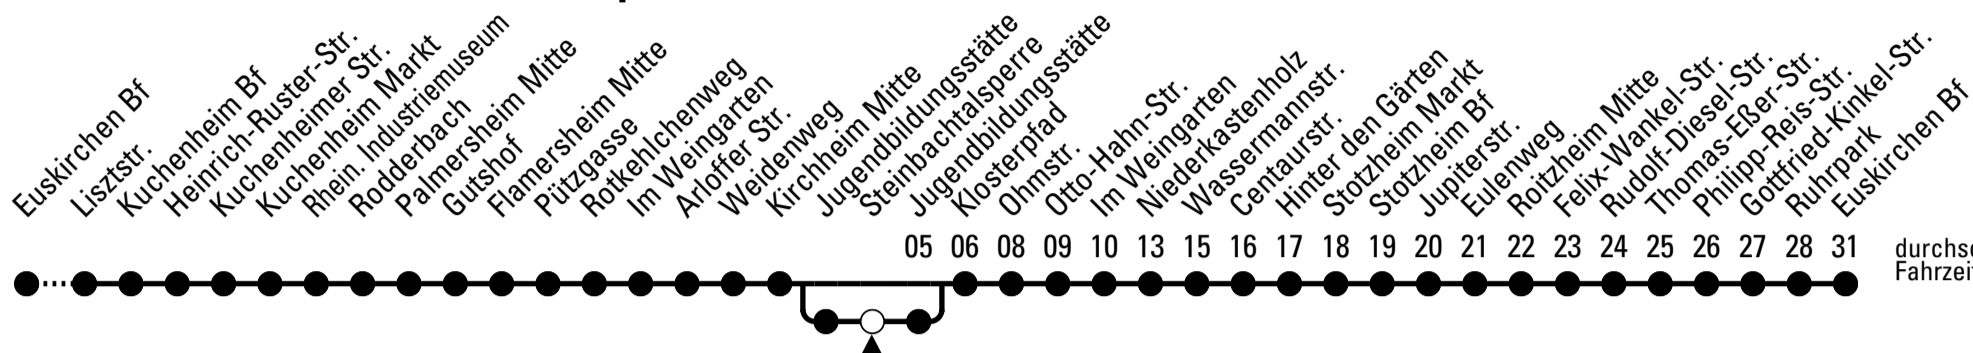 Euskirchen Bf
Lisztstr.
Kuchenheim Bf
Heinrich-Ruster-Str.
Kuchenheimer Str.
Kuchenheim Markt
Rhein. Industriemuseum
Rodderbach
Palmersheim Mitte
Gutshof
Flamersheim Mitte
Pützgasse
Rotkehlchenweg
Im Weingarten
Arloffer Str.
Weidenweg
Kirchheim Mitte
Jugendbildungsstätte
Steinbachtalsperre
Jugendbildungsstätte
Klosterpfad
Ohmstr.
Otto-Hahn-Str.
Im Weingarten
Niederkastenholz
Wassermannstr.
Centaurstr.
Hinter den Gärten
Stotzheim Markt
Stotzheim Bf
Jupiterstr.
Eulenweg
Roitzheim Mitte
Felix-Wankel-Str.
Rudolf-Diesel-Str.
Thomas-Eßer-Str.
Philipp-Reis-Str.
Gottfried-Kinkel-Str.
Ruhrpark
Euskirchen Bf
05 06 08 09 10 13 15 16 17 18 19 20 21 22 23 24 25 26 27 28 31